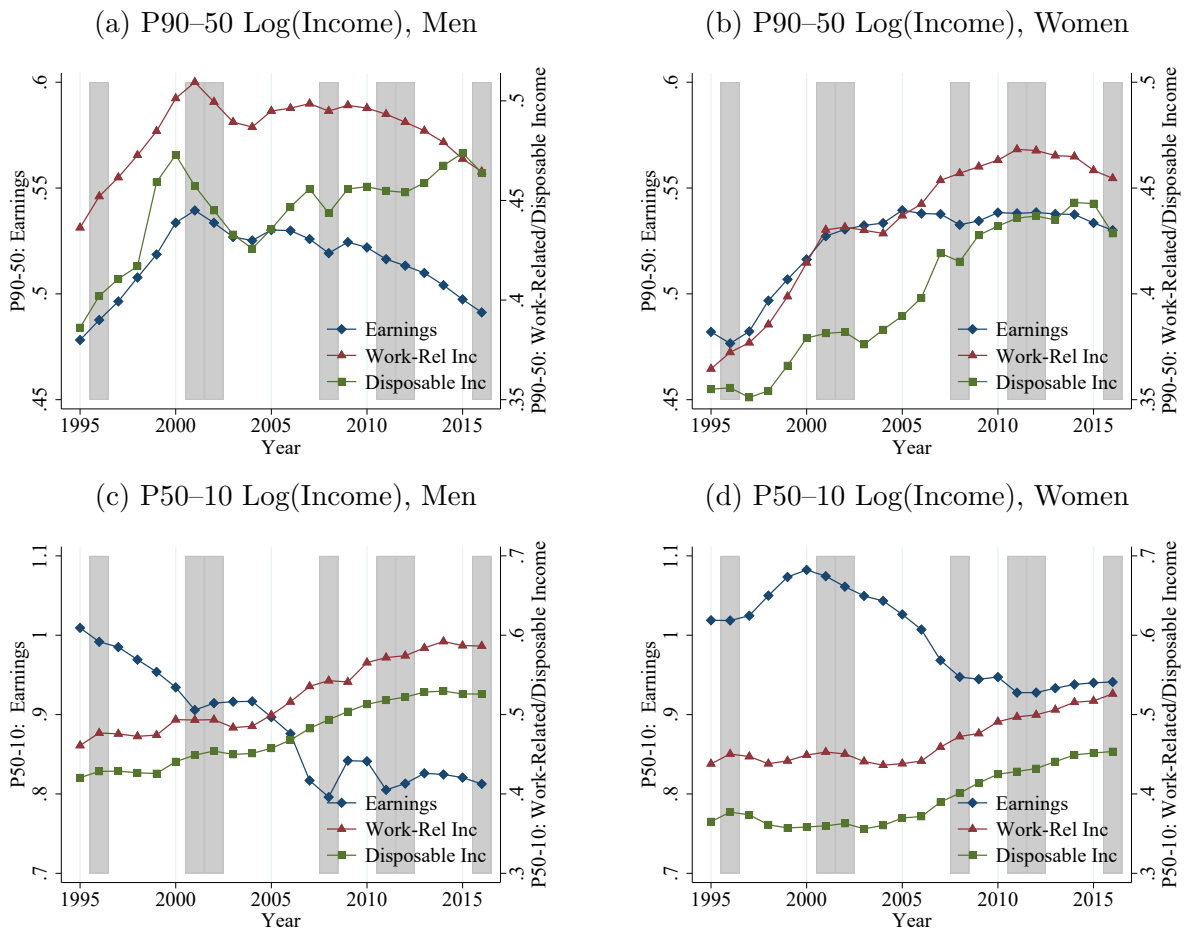 (a) P90–50 Log(Income), Men
P90-50: Earnings
.45 .5 .55 .6
P90-50: Work-Related/Disposable Income
.35 .4 .45 .5
Earnings
Work-Rel Inc
Disposable Inc
1995 2000 2005 2010 2015
Year
(b) P90–50 Log(Income), Women
P90-50: Earnings
.45 .5 .55 .6
P90-50: Work-Related/Disposable Income
.35 .4 .45 .5
Earnings
Work-Rel Inc
Disposable Inc
1995 2000 2005 2010 2015
Year
(c) P50–10 Log(Income), Men
P50-10: Earnings
.7 .8 .9 1 1.1
P50-10: Work-Related/Disposable Income
.3 .4 .5 .6 .7
Earnings
Work-Rel Inc
Disposable Inc
1995 2000 2005 2010 2015
Year
(d) P50–10 Log(Income), Women
P50-10: Earnings
.7 .8 .9 1 1.1
P50-10: Work-Related/Disposable Income
.3 .4 .5 .6 .7
Earnings
Work-Rel Inc
Disposable Inc
1995 2000 2005 2010 2015
Year